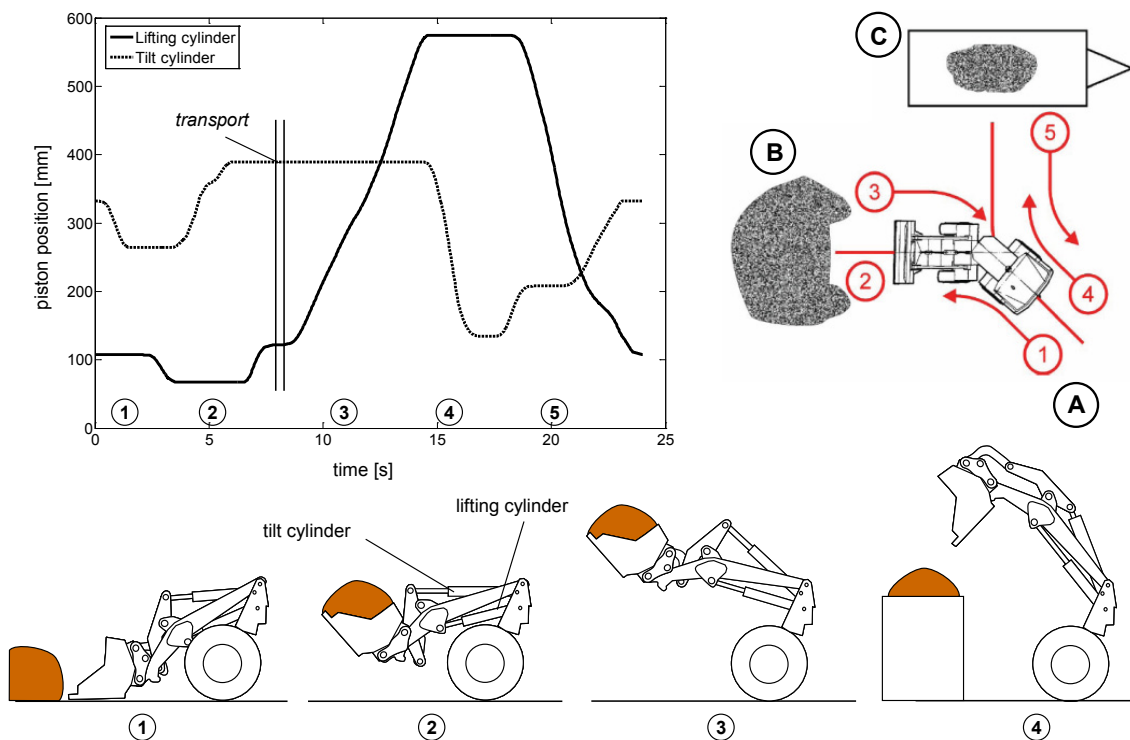 600
500
400
300
200
100
0
piston position [mm]
Lifting cylinder
Tilt cylinder
transport
1 2 3 4 5
0 5 10 15 20 25
time [s]
C
B
A
5
3
2
4
1
tilt cylinder
lifting cylinder
1 2 3 4